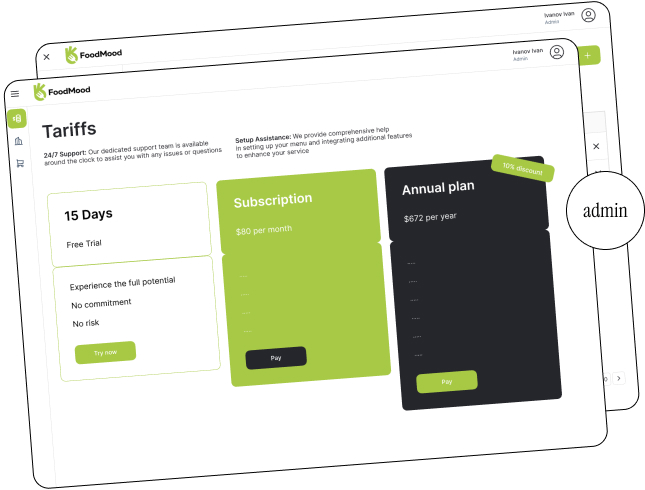 Ivanov Ivan
Admin
FoodMood
Ivanov Ivan
Admin
FoodMood
Tariffs
24/7 Support: Our dedicated support team is available
around the clock to assist you with any issues or questions
Setup Assistance: We provide comprehensive help
in setting up your menu and integrating additional features
to enhance your service
15 Days
Free Trial
Experience the full potential
No commitment
No risk
Try now
Subscription
$80 per month
....
....
....
....
Pay
10% discount
Annual plan
$672 per year
....
....
....
....
....
....
Pay
admin